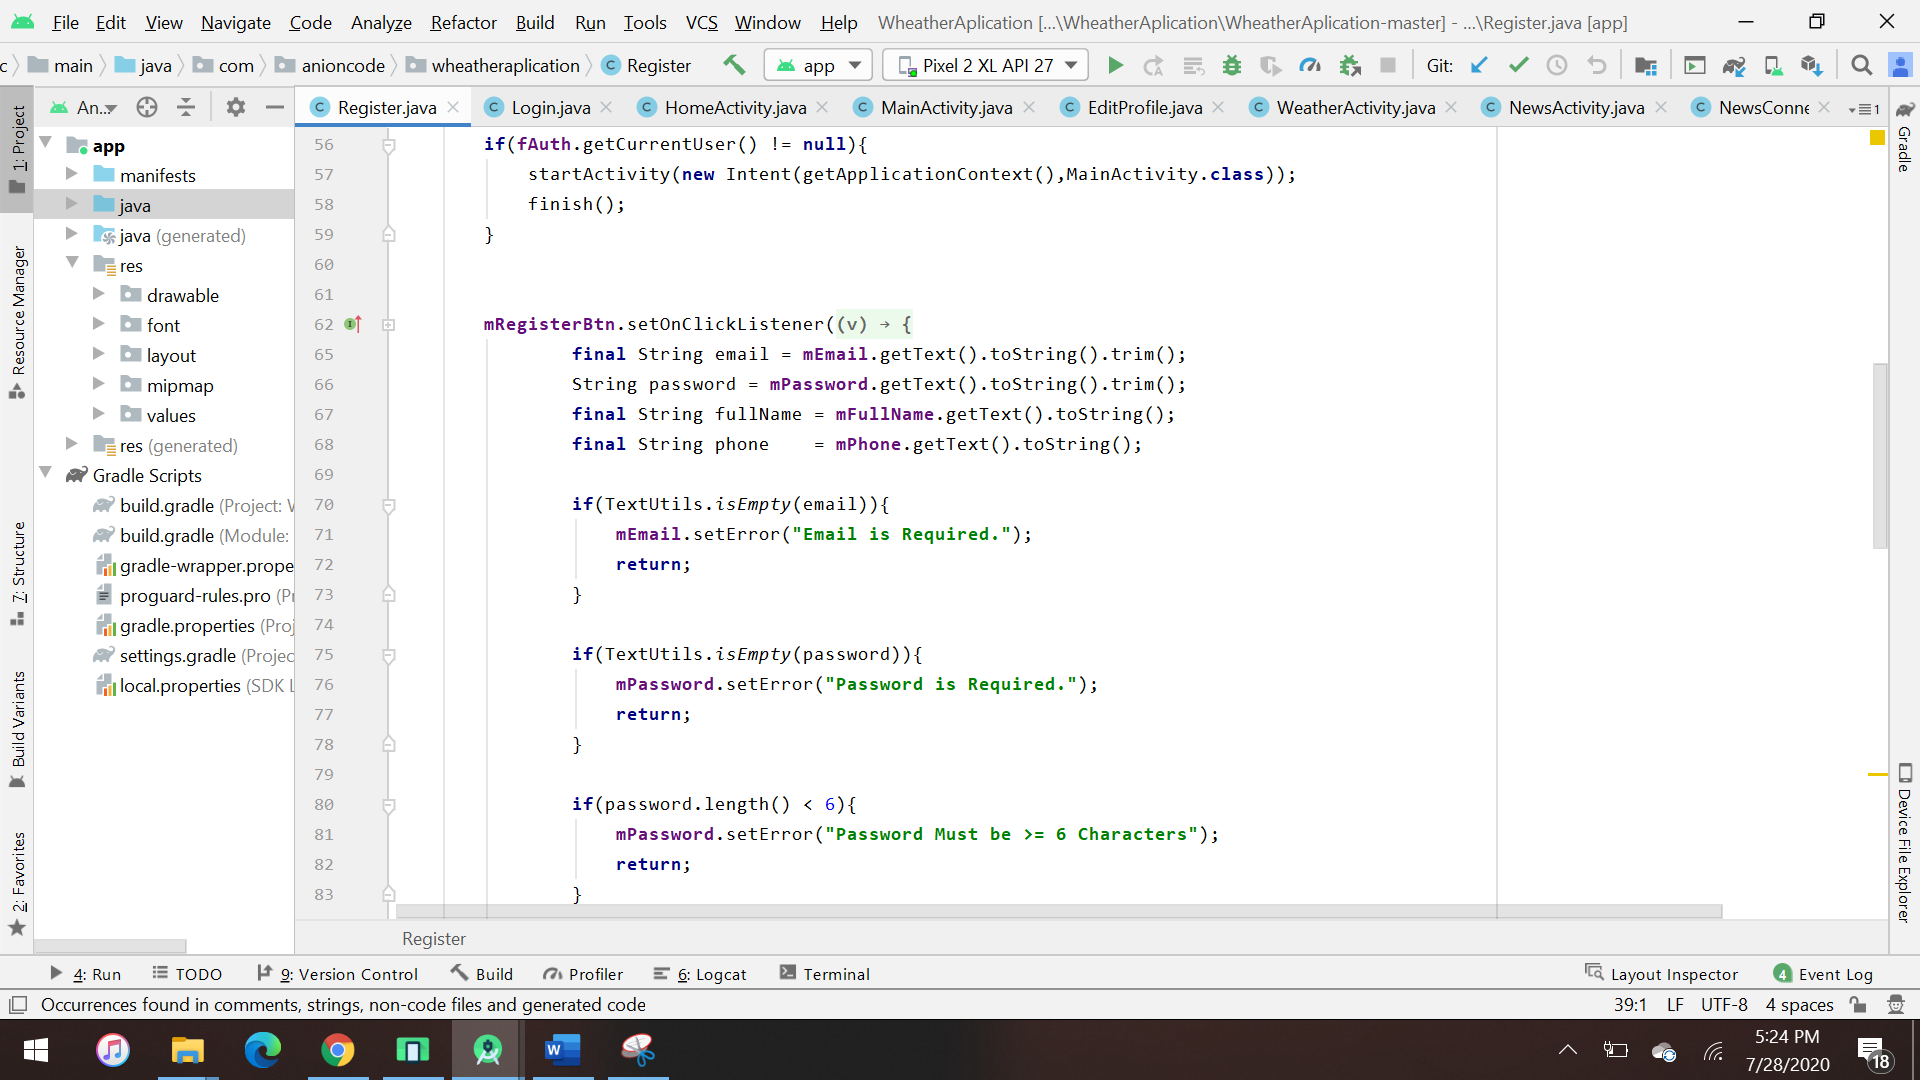 File Edit View Navigate Code Analyze Refactor Build Run Tools VCS Window Help WheatherAplication [...\WheatherAplication\WheatherAplication-master] - ...\Register.java [app]
c main java com anioncode wheatheraplication Register app Pixel 2 XL API 27 Git:
An... Register.java Login.java HomeActivity.java MainActivity.java EditProfile.java WeatherActivity.java NewsActivity.java NewsConne 1
1: Project
Resource Manager
7: Structure
Build Variants
2: Favorites
app
manifests
java
java (generated)
res
drawable
font
layout
mipmap
values
res (generated)
Gradle Scripts
build.gradle (Project: W
build.gradle (Module:
gradle-wrapper.prope
proguard-rules.pro (Pr
gradle.properties (Proj
settings.gradle (Projec
local.properties (SDK L
56 if(fAuth.getCurrentUser() != null){
57 startActivity(new Intent(getApplicationContext(),MainActivity.class));
58 finish();
59 }
60
61
62 mRegisterBtn.setOnClickListener((v) → {
65 final String email = mEmail.getText().toString().trim();
66 String password = mPassword.getText().toString().trim();
67 final String fullName = mFullName.getText().toString();
68 final String phone    = mPhone.getText().toString();
69
70 if(TextUtils.isEmpty(email)){
71 mEmail.setError("Email is Required.");
72 return;
73 }
74
75 if(TextUtils.isEmpty(password)){
76 mPassword.setError("Password is Required.");
77 return;
78 }
79
80 if(password.length() < 6){
81 mPassword.setError("Password Must be >= 6 Characters");
82 return;
83 }
Register
Gradle
Device File Explorer
4: Run TODO 9: Version Control Build Profiler 6: Logcat Terminal Layout Inspector 4 Event Log
Occurrences found in comments, strings, non-code files and generated code 39:1 LF UTF-8 4 spaces
W
5:24 PM
7/28/2020
18